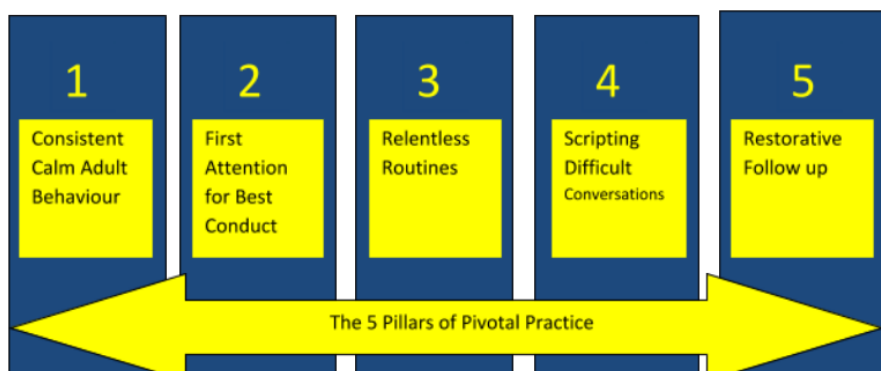 1
Consistent
Calm Adult
Behaviour
2
First
Attention
for Best
Conduct
3
Relentless
Routines
4
Scripting
Difficult
Conversations
5
Restorative
Follow up
The 5 Pillars of Pivotal Practice